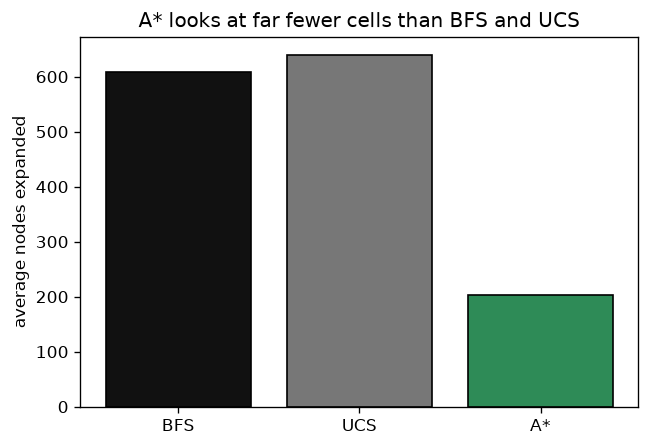 A* looks at far fewer cells than BFS and UCS
average nodes expanded
600
500
400
300
200
100
0
BFS
UCS
A*